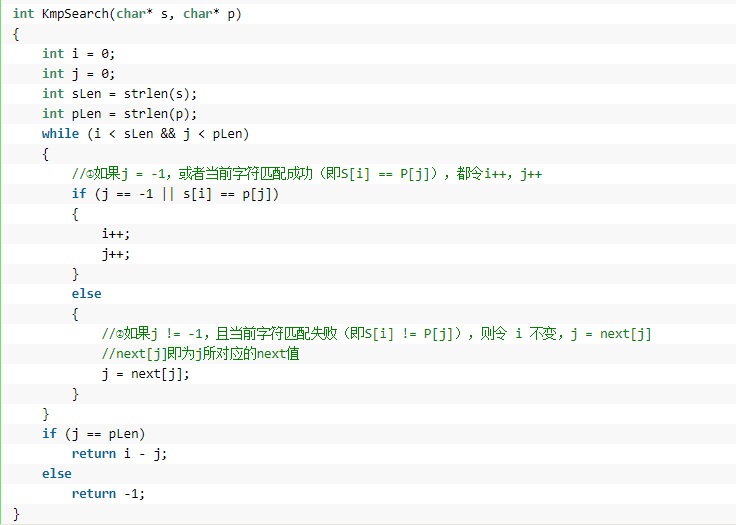 int KmpSearch(char* s, char* p)
{
    int i = 0;
    int j = 0;
    int sLen = strlen(s);
    int pLen = strlen(p);
    while (i < sLen && j < pLen)
    {
        //①如果j = -1，或者当前字符匹配成功（即S[i] == P[j]），都令i++，j++
        if (j == -1 || s[i] == p[j])
        {
            i++;
            j++;
        }
        else
        {
            //②如果j != -1，且当前字符匹配失败（即S[i] != P[j]），则令 i 不变，j = next[j]
            //next[j]即为j所对应的next值
            j = next[j];
        }
    }
    if (j == pLen)
        return i - j;
    else
        return -1;
}